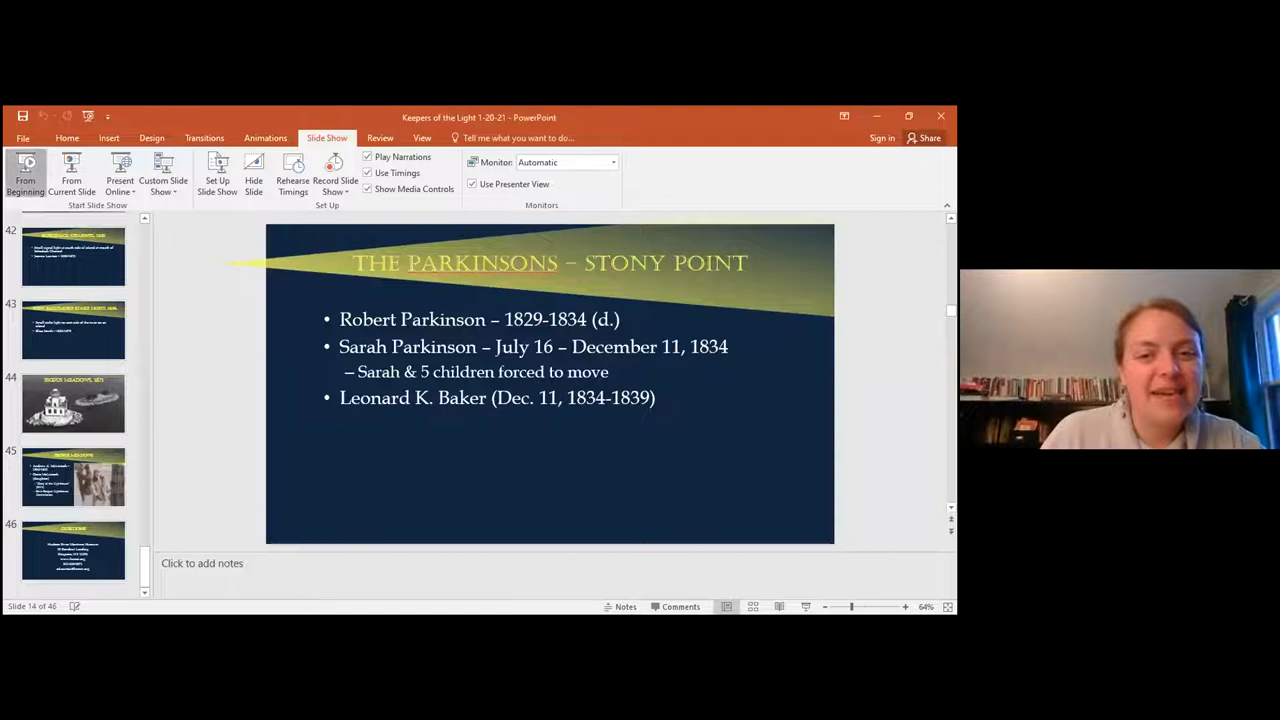 Keepers of the Light 1-20-21 - PowerPoint
File Home Insert Design Transitions Animations Slide Show Review View Tell me what you want to do... Sign in Share
From Beginning
From Current Slide
Present Online
Custom Slide Show
Set Up Slide Show
Hide Slide
Rehearse Timings
Record Slide Show
Play Narrations
Use Timings
Show Media Controls
Monitor: Automatic
Use Presenter View
Start Slide Show Set Up Monitors
42
43
44
45
46
THE PARKINSONS – STONY POINT
• Robert Parkinson – 1829-1834 (d.)
• Sarah Parkinson – July 16 – December 11, 1834
– Sarah & 5 children forced to move
• Leonard K. Baker (Dec. 11, 1834-1839)
Click to add notes
Slide 14 of 46 Notes Comments 64%